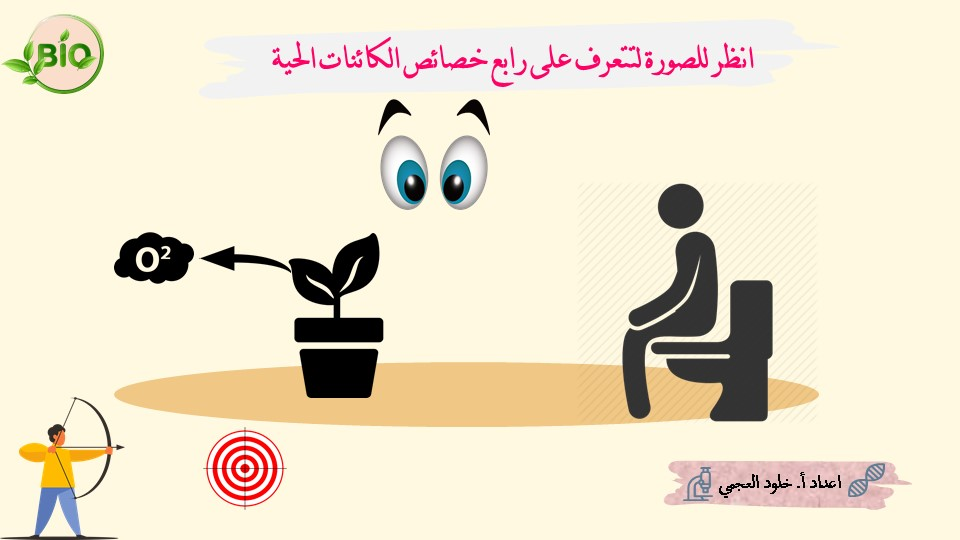 BIO
انظر للصورة لتتعرف على رابع خصائص الكائنات الحية
O²
اعداد أ. خلود العجمي